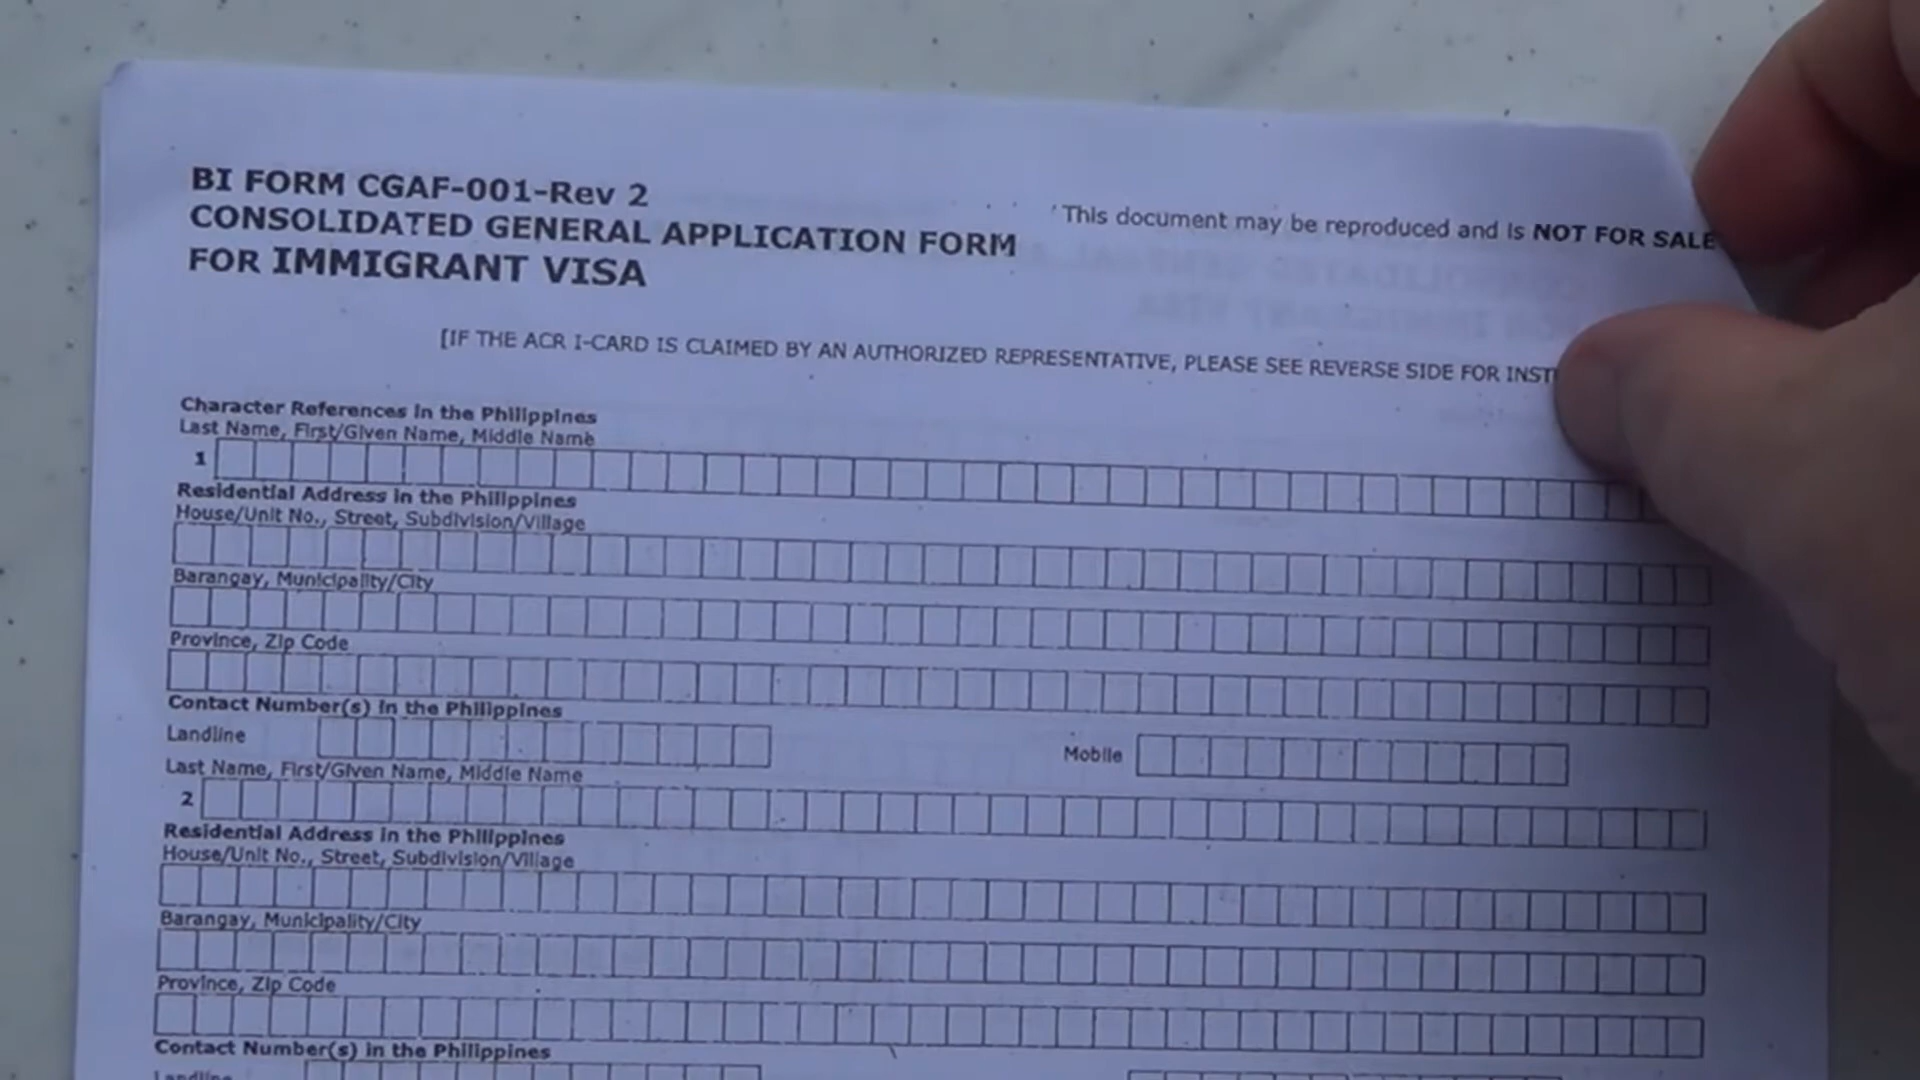 BI FORM CGAF-001-Rev 2
CONSOLIDATED GENERAL APPLICATION FORM
FOR IMMIGRANT VISA
This document may be reproduced and is NOT FOR SALE
[IF THE ACR I-CARD IS CLAIMED BY AN AUTHORIZED REPRESENTATIVE, PLEASE SEE REVERSE SIDE FOR INST
Character References in the Philippines
Last Name, First/Given Name, Middle Name
1
Residential Address in the Philippines
House/Unit No., Street, Subdivision/Village
Barangay, Municipality/City
Province, Zip Code
Contact Number(s) in the Philippines
Landline
Mobile
Last Name, First/Given Name, Middle Name
2
Residential Address in the Philippines
House/Unit No., Street, Subdivision/Village
Barangay, Municipality/City
Province, Zip Code
Contact Number(s) in the Philippines
Landline